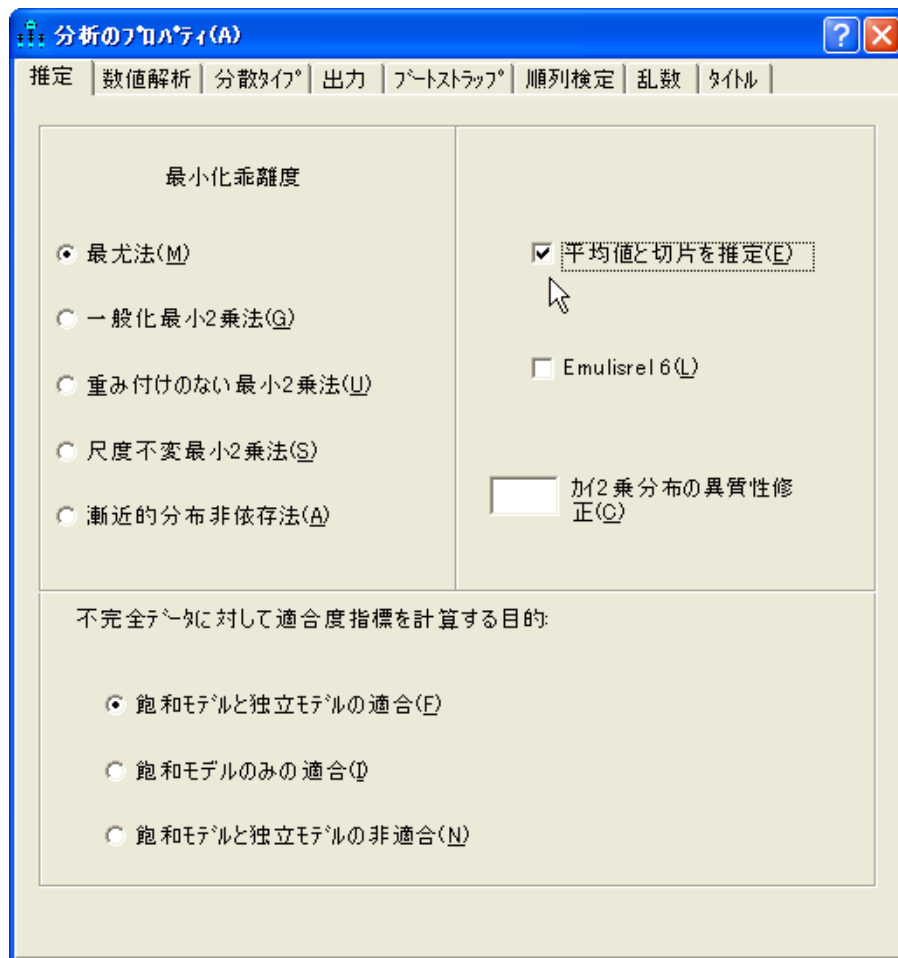 分析のﾌﾟﾛﾊﾟﾃｨ(A)
推定 数値解析 分散ﾀｲﾌﾟ 出力 ﾌﾞｰﾄｽﾄﾗｯﾌﾟ 順列検定 乱数 ﾀｲﾄﾙ
最小化乖離度
最尤法(M)
一般化最小2乗法(G)
重み付けのない最小2乗法(U)
尺度不変最小2乗法(S)
漸近的分布非依存法(A)
平均値と切片を推定(E)
Emulisrel6(L)
ｶｲ2乗分布の異質性修
正(C)
不完全ﾃﾞｰﾀに対して適合度指標を計算する目的:
飽和ﾓﾃﾞﾙと独立ﾓﾃﾞﾙの適合(F)
飽和モデルのみの適合(I)
飽和ﾓﾃﾞﾙと独立ﾓﾃﾞﾙの非適合(N)